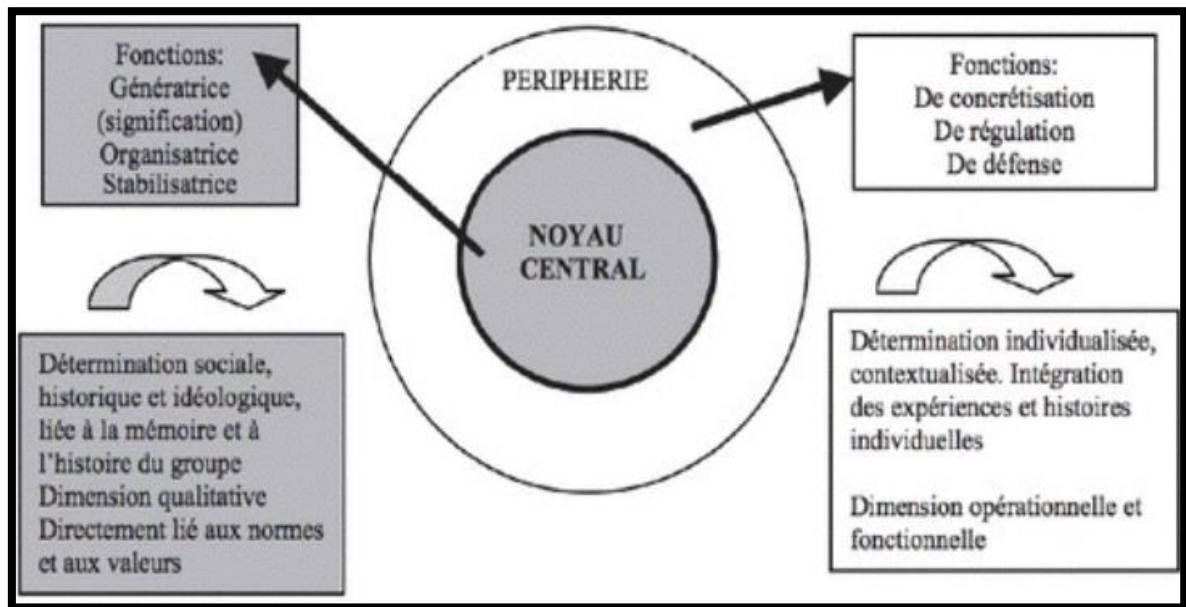 Fonctions:
Génératrice
(signification)
Organisatrice
Stabilisatrice
PERIPHERIE
Fonctions:
De concrétisation
De régulation
De défense
NOYAU
CENTRAL
Détermination sociale,
historique et idéologique,
liée à la mémoire et à
l'histoire du groupe
Dimension qualitative
Directement lié aux normes
et aux valeurs
Détermination individualisée,
contextualisée. Intégration
des expériences et histoires
individuelles
Dimension opérationnelle et
fonctionnelle